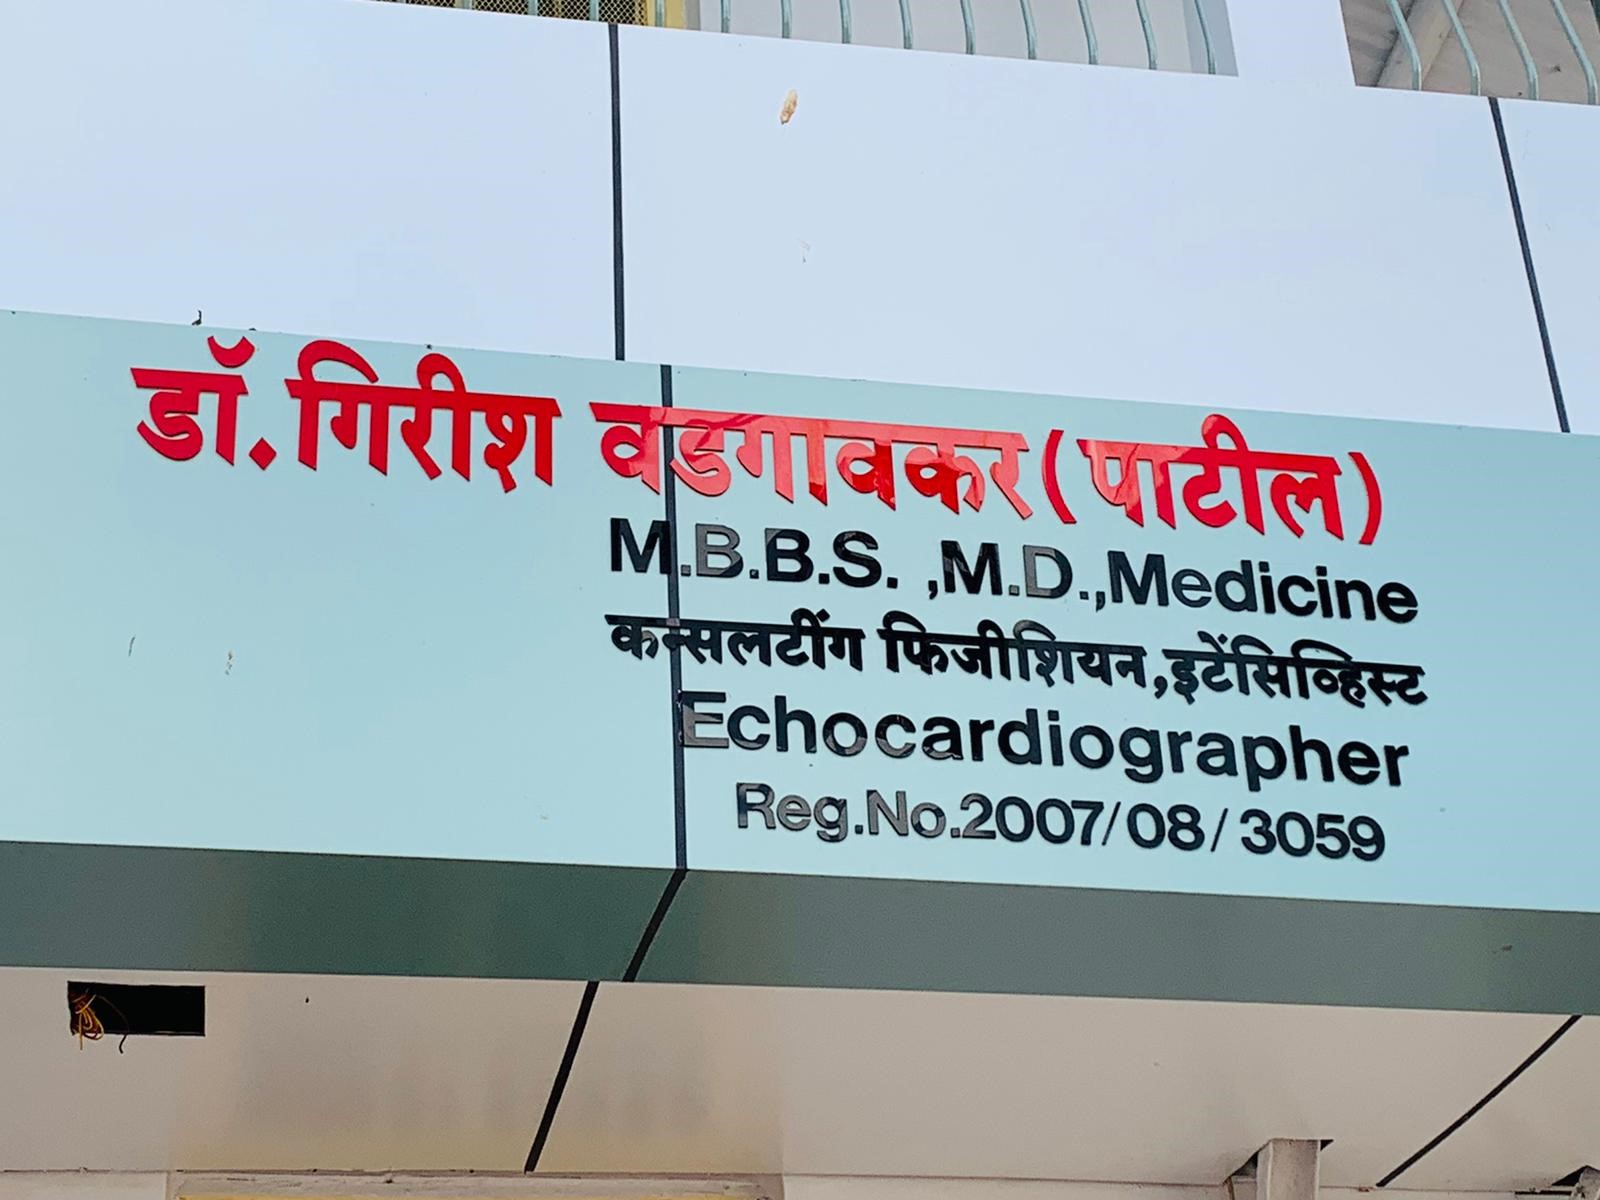 डॉ.गिरीश वडगावकर(पाटील)
M.B.B.S. ,M.D.,Medicine
कन्सलटींग फिजीशियन,इटेंसिव्हिस्ट
Echocardiographer
Reg.No.2007/08/3059